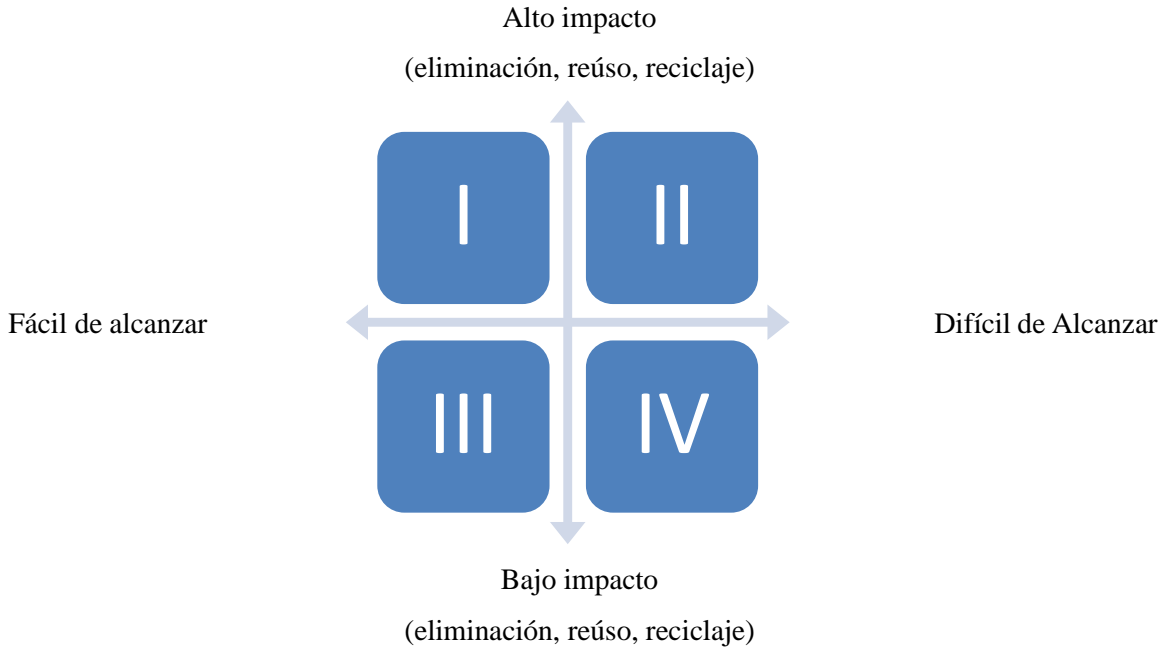 Alto impacto
(eliminación, reúso, reciclaje)
I
II
Fácil de alcanzar
Difícil de Alcanzar
III
IV
Bajo impacto
(eliminación, reúso, reciclaje)